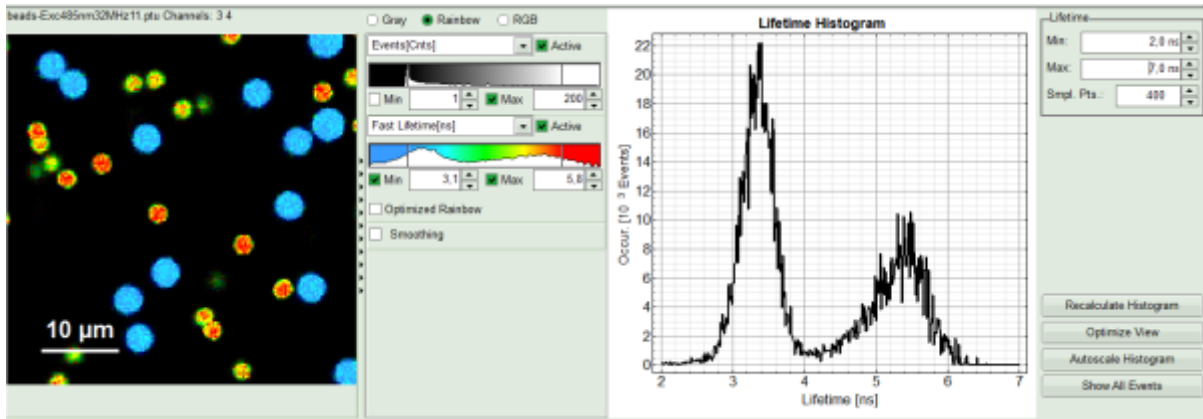 beads-Exc485nm32MHz11.ptu Channels: 3 4
10 µm
Gray Rainbow RGB
Events[Cnts] Active
Min 1 Max 200
Fast Lifetime[ns] Active
Min 3,1 Max 5,8
Optimized Rainbow
Smoothing
Lifetime Histogram
Occur. [10 3 Events]
22
20
18
16
14
12
10
8
6
4
2
0
2 3 4 5 6 7
Lifetime [ns]
Lifetime
Min: 2,0 ns
Max: 7,0 ns
Smpl. Pts.: 400
Recalculate Histogram
Optimize View
Autoscale Histogram
Show All Events